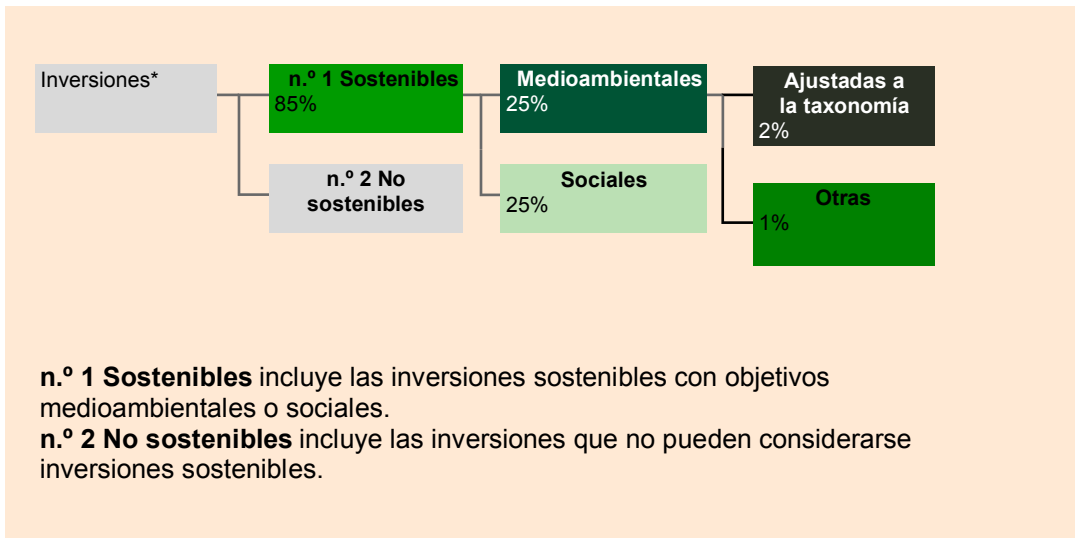 Inversiones*
n.º 1 Sostenibles
85%
n.º 2 No
sostenibles
Medioambientales
25%
Sociales
25%
Ajustadas a
la taxonomía
2%
Otras
1%
n.º 1 Sostenibles incluye las inversiones sostenibles con objetivos
medioambientales o sociales.
n.º 2 No sostenibles incluye las inversiones que no pueden considerarse
inversiones sostenibles.